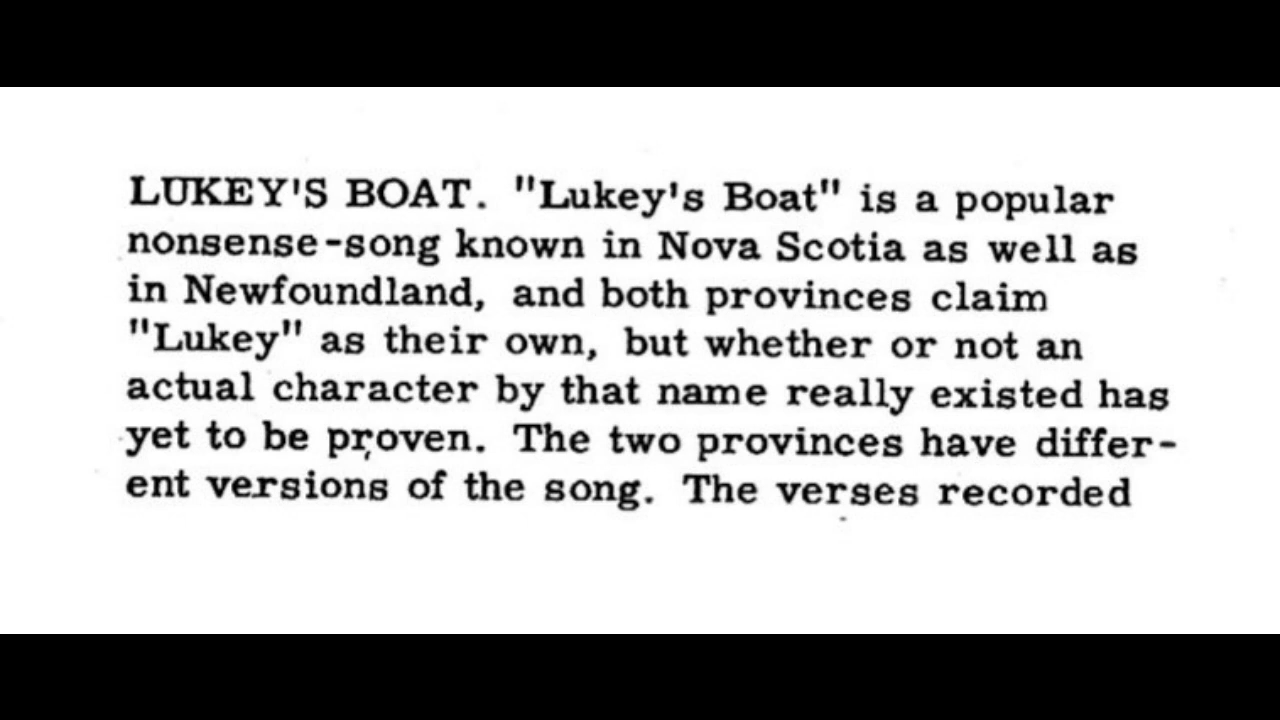 LUKEY'S BOAT. "Lukey's Boat" is a popular
nonsense-song known in Nova Scotia as well as
in Newfoundland, and both provinces claim
"Lukey" as their own, but whether or not an
actual character by that name really existed has
yet to be proven. The two provinces have differ-
ent versions of the song. The verses recorded